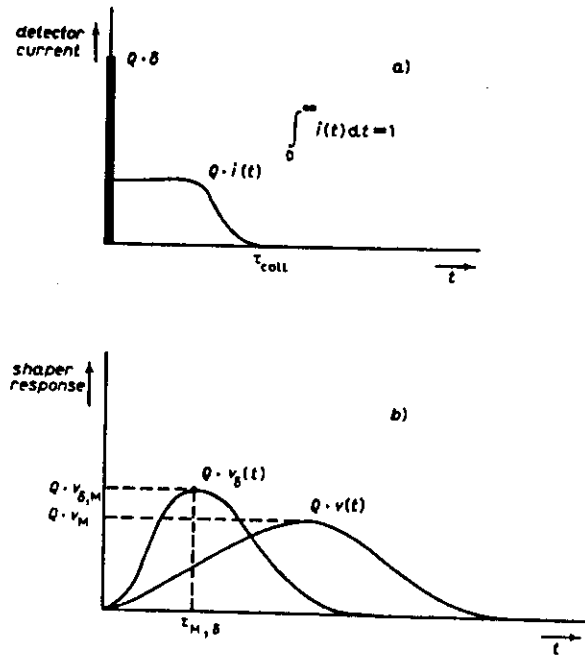 detector
current
Q·δ
a)
∫₀^∞ i(t) dt = 1
Q·i(t)
τcoll
t
shaper
response
b)
Q·vδ(t)
Q·vδ,M
Q·v(t)
Q·vM
τM,δ
t